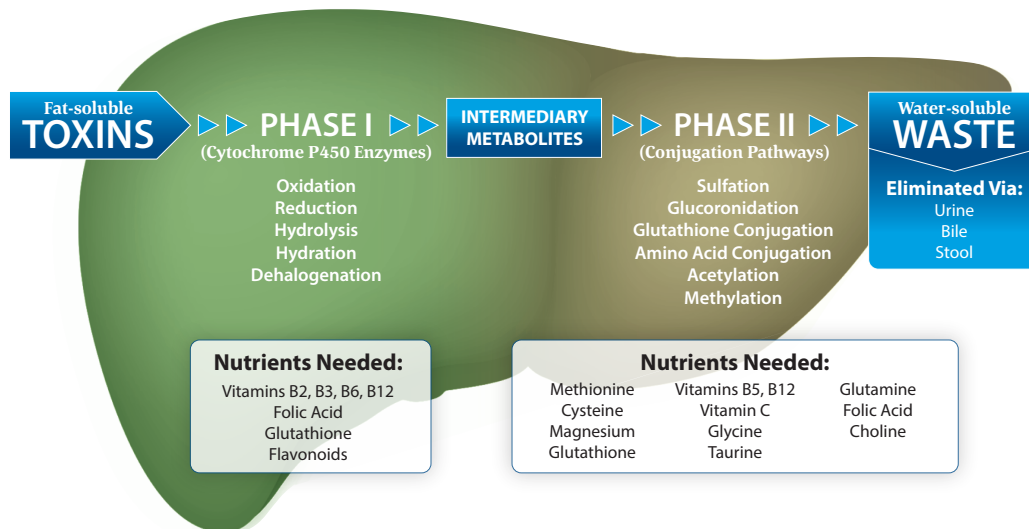 Fat-soluble
TOXINS
PHASE I
(Cytochrome P450 Enzymes)
Oxidation
Reduction
Hydrolysis
Hydration
Dehalogenation
INTERMEDIARY
METABOLITES
PHASE II
(Conjugation Pathways)
Sulfation
Glucoronidation
Glutathione Conjugation
Amino Acid Conjugation
Acetylation
Methylation
Water-soluble
WASTE
Eliminated Via:
Urine
Bile
Stool
Nutrients Needed:
Vitamins B2, B3, B6, B12
Folic Acid
Glutathione
Flavonoids
Nutrients Needed:
Methionine
Cysteine
Magnesium
Glutathione
Vitamins B5, B12
Vitamin C
Glycine
Taurine
Glutamine
Folic Acid
Choline